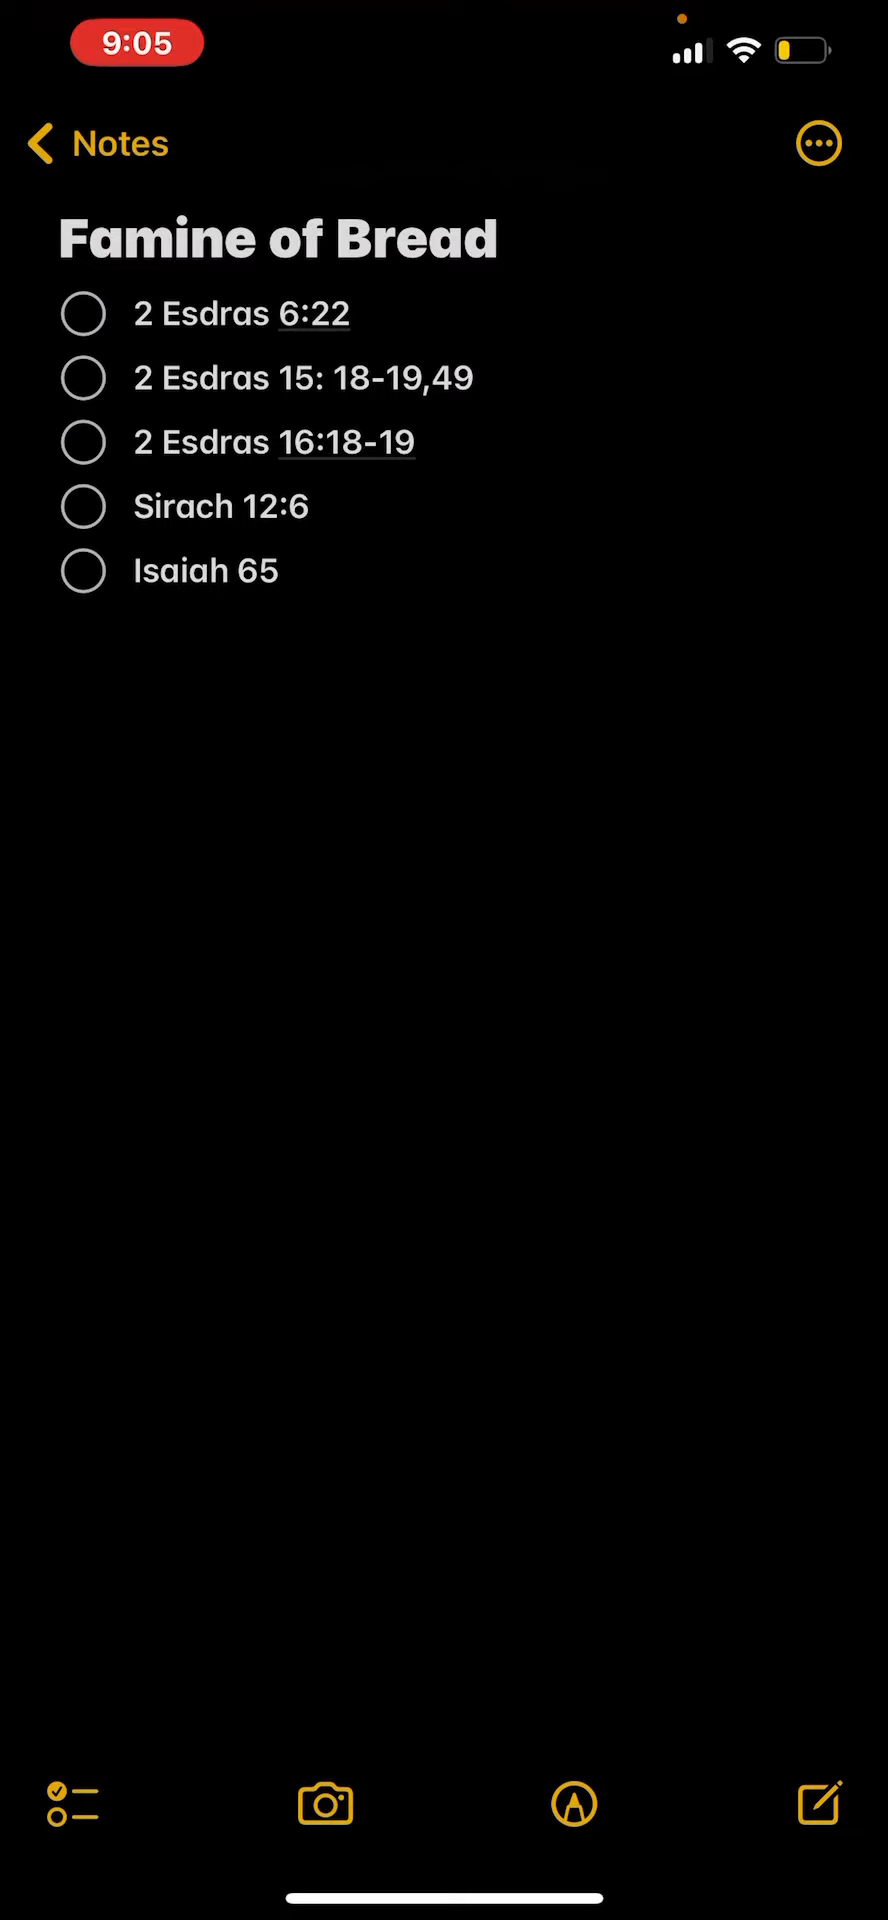 9:05
Notes
Famine of Bread
2 Esdras 6:22
2 Esdras 15: 18-19,49
2 Esdras 16:18-19
Sirach 12:6
Isaiah 65